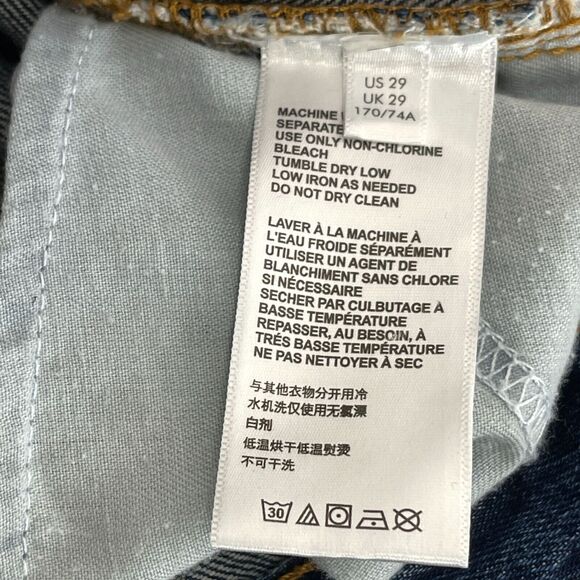 US 29
UK 29
170/74A
MACHINE
SEPARATE
USE ONLY NON-CHLORINE
BLEACH
TUMBLE DRY LOW
LOW IRON AS NEEDED
DO NOT DRY CLEAN
LAVER À LA MACHINE À
L'EAU FROIDE SÉPARÉMENT
UTILISER UN AGENT DE
BLANCHIMENT SANS CHLORE
SI NÉCESSAIRE
SECHER PAR CULBUTAGE À
BASSE TEMPÉRATURE
REPASSER, AU BESOIN, À
TRÉS BASSE TEMPÉRATURE
NE PAS NETTOYER À SEC
与其他衣物分开用冷
水机洗仅使用无氯漂
白剂
低温烘干低温熨烫
不可干洗
30